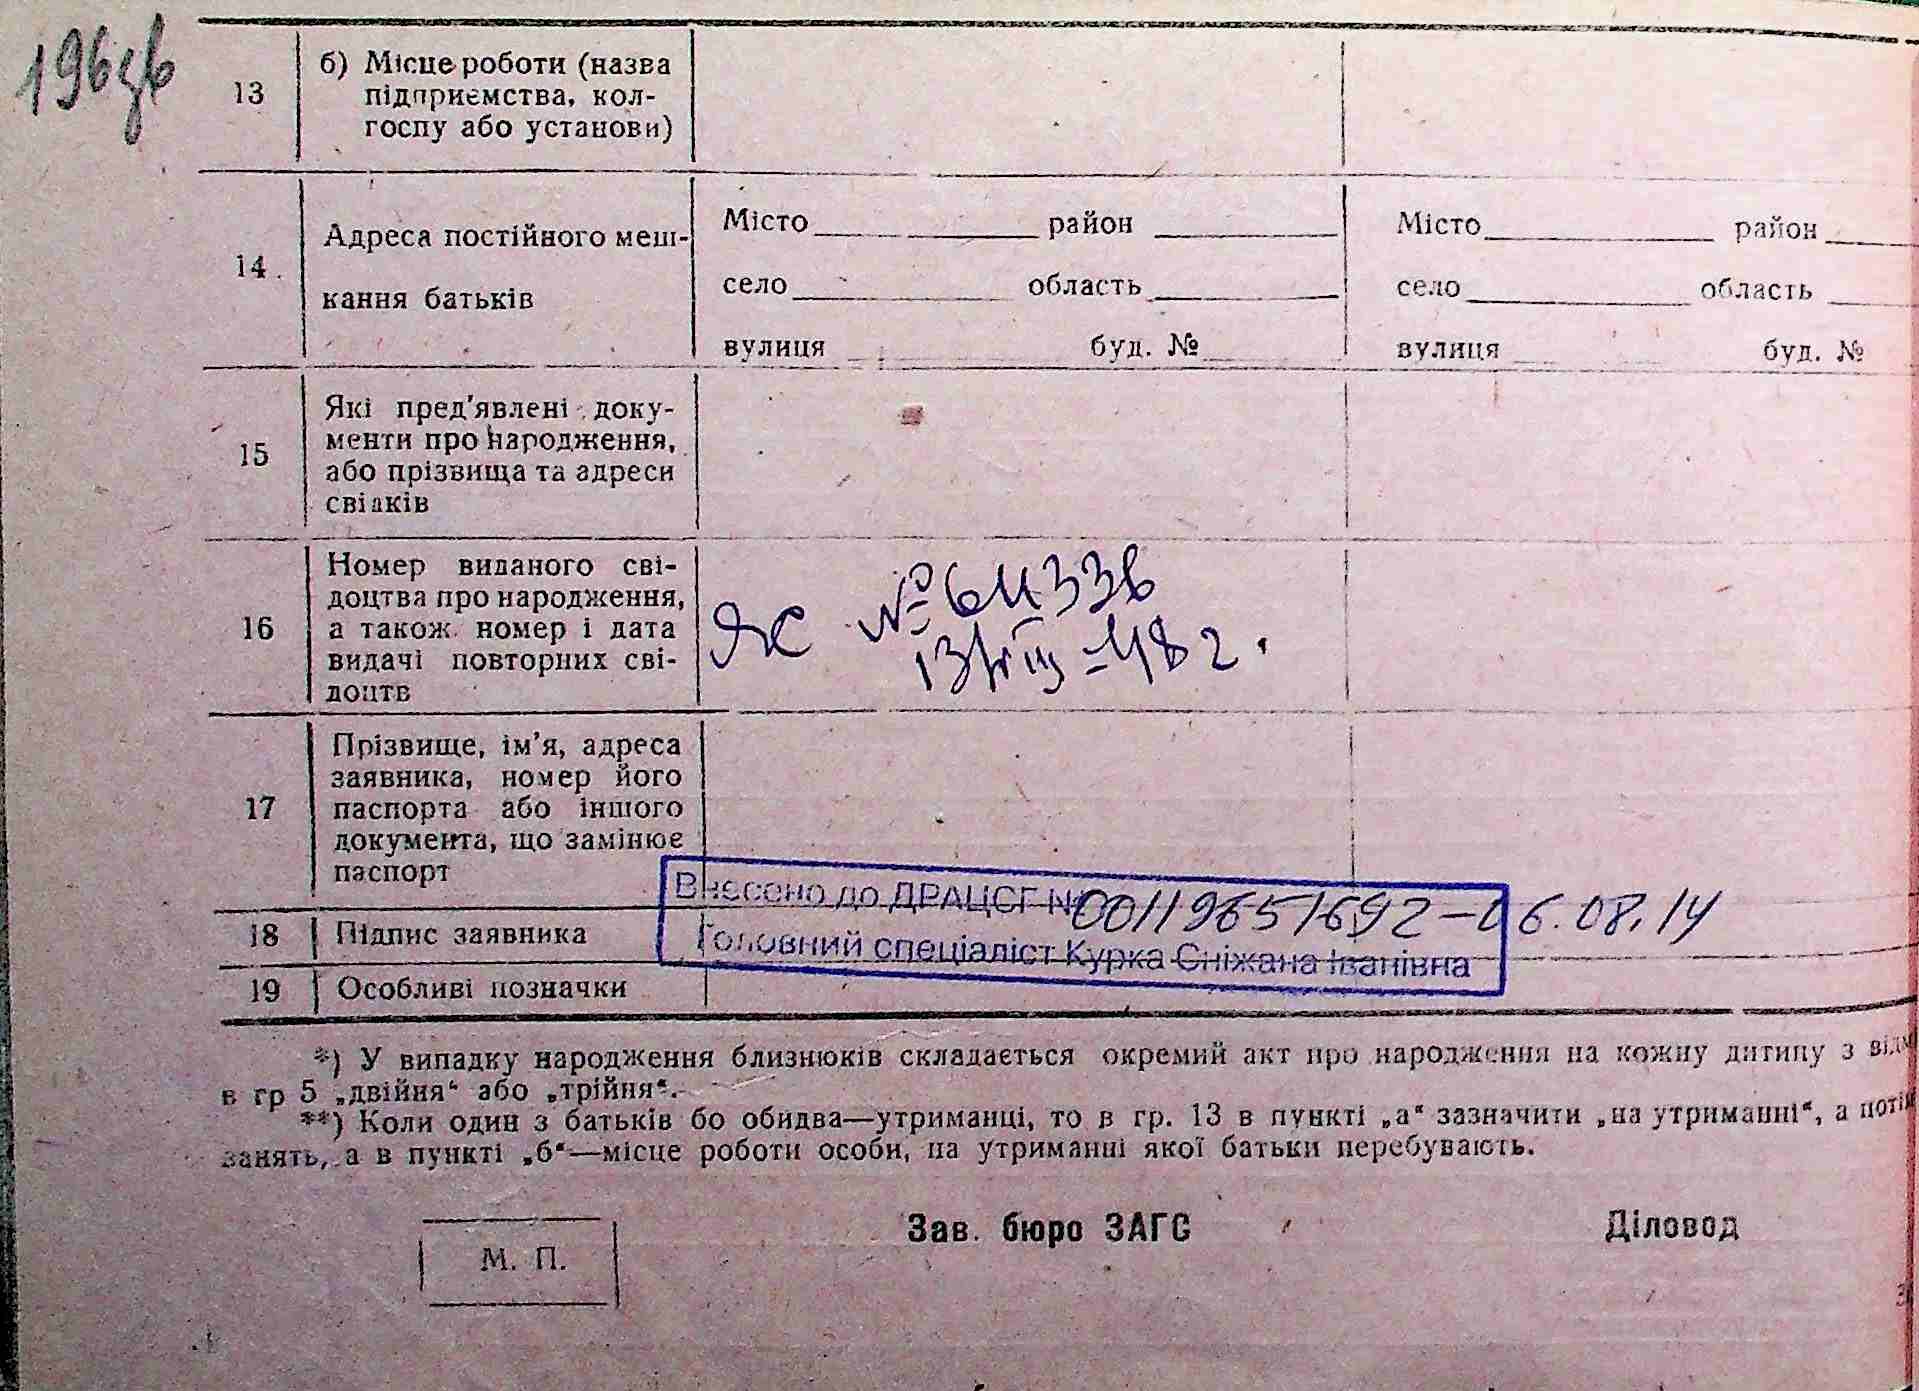 196зв
13
б) Місце роботи (назва
підприємства, кол-
госпу або установи)
14
Адреса постійного меш-
кання батьків
Місто район
село область
вулиця буд. №
Місто район
село область
вулиця буд. №
15
Які пред'явлені доку-
менти про народження,
або прізвища та адреси
свідків
16
Номер виданого сві-
доцтва про народження,
а також номер і дата
видачі повторних сві-
доцтв
ЯС № 611336
13/VIII-48 г.
17
Прізвище, ім'я, адреса
заявника, номер його
паспорта або іншого
документа, що замінює
паспорт
Внесено до ДРАЦСГ № 00119651692-06.08.14
Головний спеціаліст Курка Сніжана Іванівна
18
Підпис заявника
19
Особливі позначки
*) У випадку народження близнюків складається окремий акт про народження на кожну дитину з
в гр 5 „двійня“ або „трійня“.
**) Коли один з батьків бо обидва—утриманці, то в гр. 13 в пункті „а“ зазначити „на утриманні“, а потім
занять, а в пункті „б“—місце роботи особи, на утриманні якої батьки перебувають.
М. П.
Зав. бюро ЗАГС
Діловод